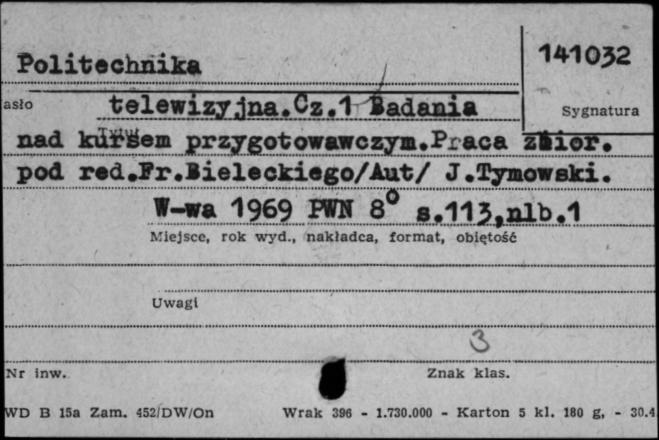 141032
Politechnika
asło
telewizyjna.Cz.1 Badania
Sygnatura
Tytuł
nad kursem przygotowawczym.Praca zbior.
pod red.Fr.Bieleckiego/Aut/ J.Tymowski.
W-wa 1969 PWN 8° s.113,nlb.1
Miejsce, rok wyd., nakładca, format, objętość
Uwagi
3
Nr inw.
Znak klas.
WD B 15a Zam. 452/DW/On Wrak 396 - 1.730.000 - Karton 5 kl. 180 g, - 30.4